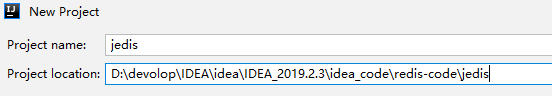 New Project
Project name: jedis
Project location: D:\devolop\IDEA\idea\IDEA_2019.2.3\idea_code\redis-code\jedis